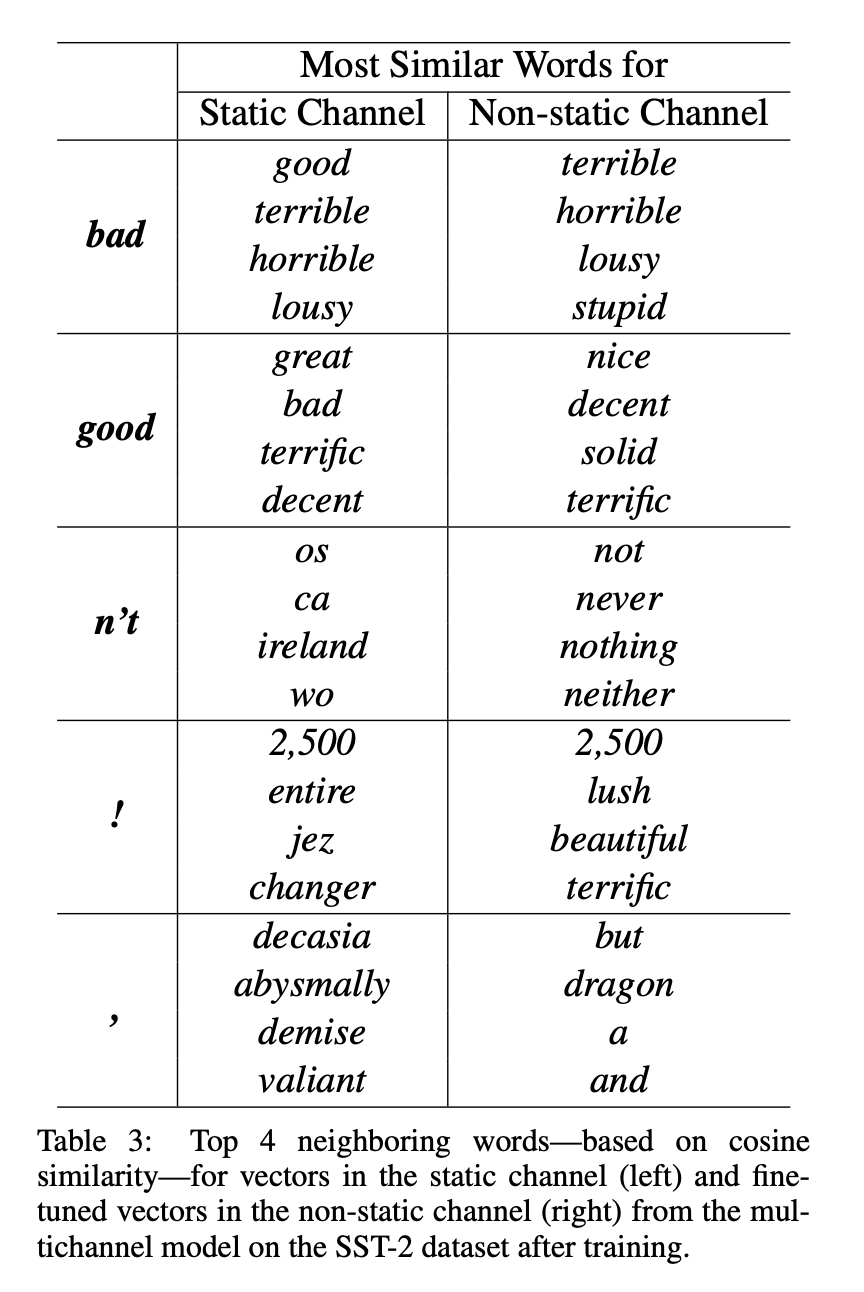 Most Similar Words for
Static Channel Non-static Channel
bad
good terrible
terrible horrible
horrible lousy
lousy stupid
good
great nice
bad decent
terrific solid
decent terrific
n’t
os not
ca never
ireland nothing
wo neither
!
2,500 2,500
entire lush
jez beautiful
changer terrific
,
decasia but
abysmally dragon
demise a
valiant and
Table 3: Top 4 neighboring words—based on cosine
similarity—for vectors in the static channel (left) and fine-
tuned vectors in the non-static channel (right) from the mul-
tichannel model on the SST-2 dataset after training.